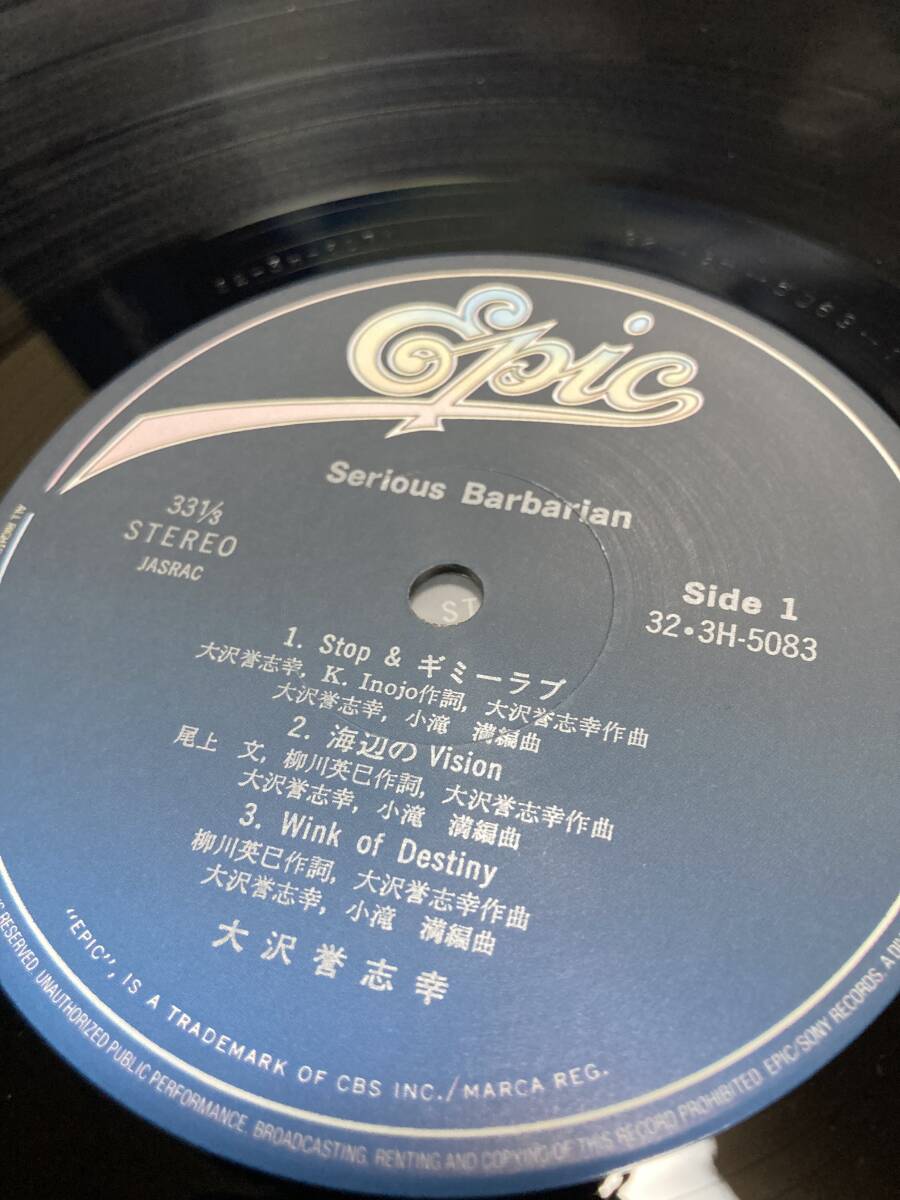 Epic
Serious Barbarian
33 1/3
STEREO
JASRAC
ST
Side 1
32・3H-5083
1. Stop & ギミーラブ
大沢誉志幸, K. Inojo作詞, 大沢誉志幸作曲
大沢誉志幸, 小滝 満編曲
2. 海辺の Vision
尾上 文, 柳川英巳作詞, 大沢誉志幸作曲
大沢誉志幸, 小滝 満編曲
3. Wink of Destiny
柳川英巳作詞, 大沢誉志幸作曲
大沢誉志幸, 小滝 満編曲
大沢誉志幸
"EPIC", IS A TRADEMARK OF CBS INC./MARCA REG.
RESERVED. UNAUTHORIZED PUBLIC PERFORMANCE, BROADCASTING, RENTING AND COPYING OF THIS RECORD PROHIBITED. EPIC/SONY RECORDS. A